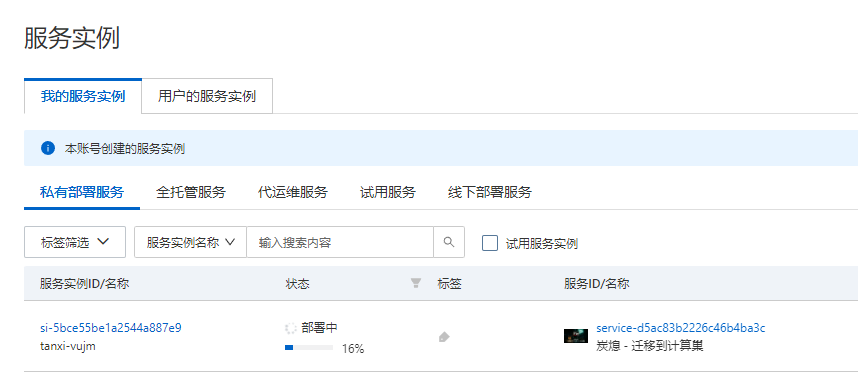 服务实例
我的服务实例 用户的服务实例
本账号创建的服务实例
私有部署服务 全托管服务 代运维服务 试用服务 线下部署服务
标签筛选 服务实例名称 输入搜索内容 试用服务实例
服务实例ID/名称 状态 标签 服务ID/名称
si-5bce55be1a2544a887e9 部署中 service-d5ac83b2226c46b4ba3c
tanxi-vujm 16% 炭熄 - 迁移到计算巢